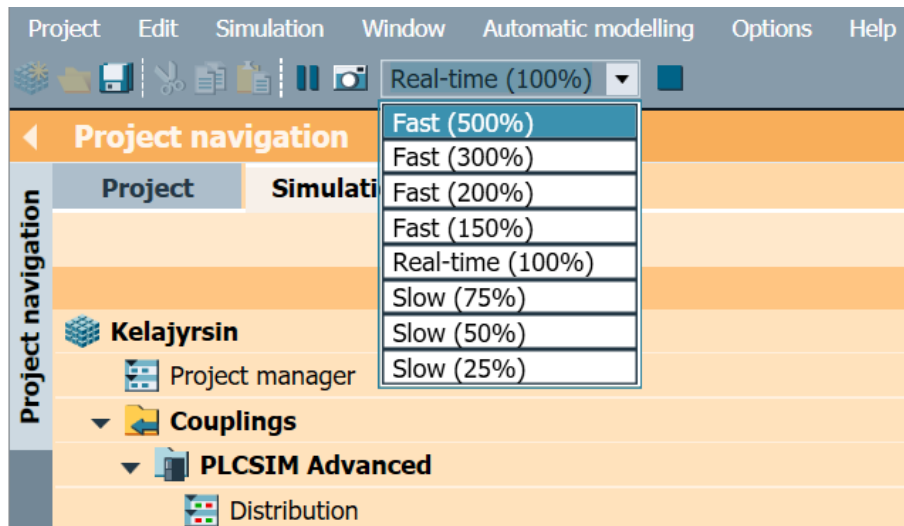 Project Edit Simulation Window Automatic modelling Options Help
Real-time (100%)
Project navigation
Project navigation
Project Simulati
Fast (500%)
Fast (300%)
Fast (200%)
Fast (150%)
Real-time (100%)
Slow (75%)
Slow (50%)
Slow (25%)
Kelajyrsin
Project manager
Couplings
PLCSIM Advanced
Distribution